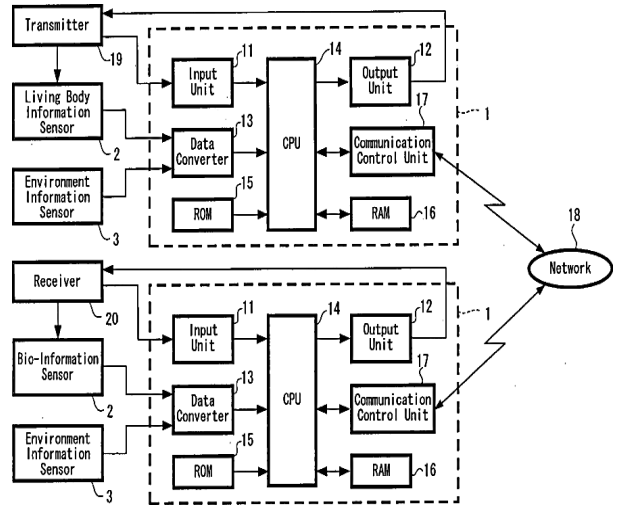 Transmitter
19
Living Body
Information
Sensor
2
Environment
Information
Sensor
3
11
Input
Unit
13
Data
Converter
15
ROM
14
CPU
12
Output
Unit
17
Communication
Control Unit
RAM
16
1
18
Network
Receiver
20
Bio-Information
Sensor
2
Environment
Information
Sensor
3
11
Input
Unit
13
Data
Converter
15
ROM
14
CPU
12
Output
Unit
17
Communication
Control Unit
RAM
16
1